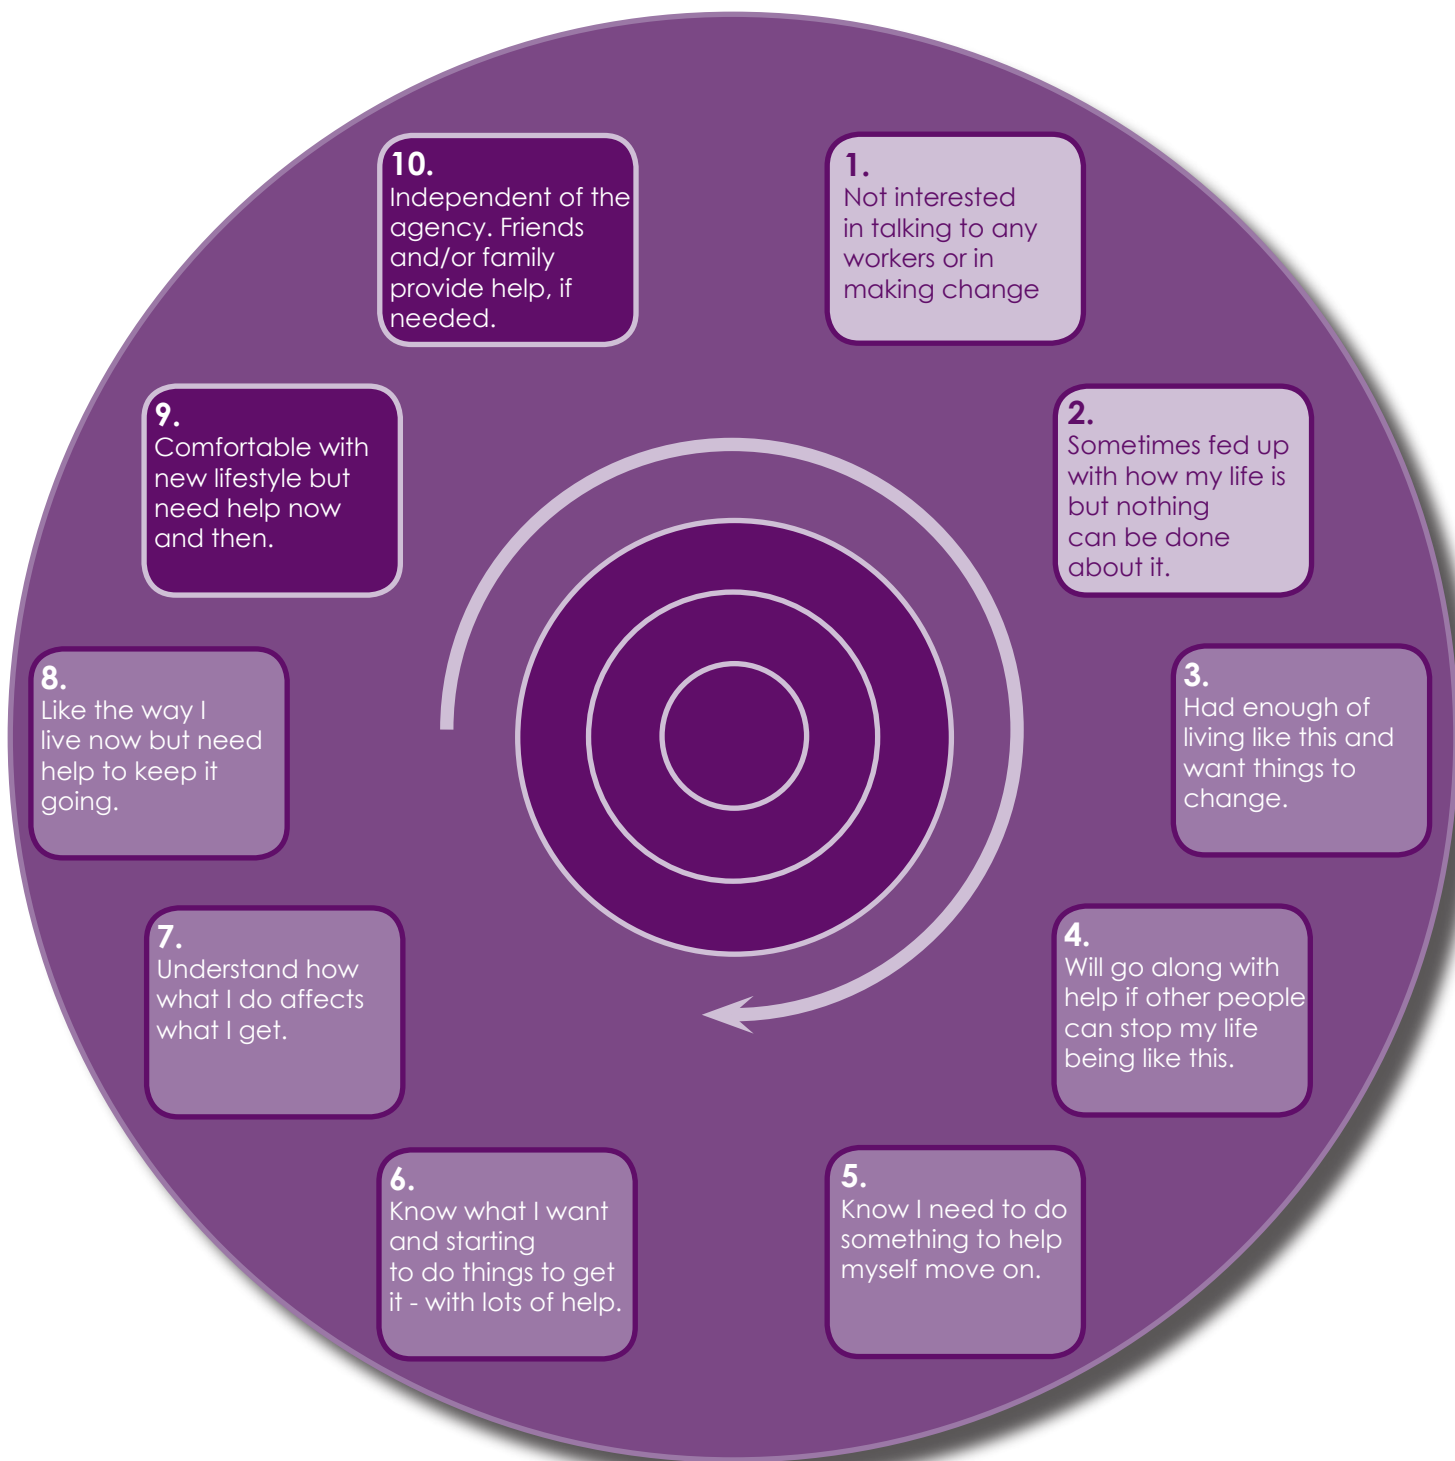 1.
Not interested
in talking to any
workers or in
making change
2.
Sometimes fed up
with how my life is
but nothing
can be done
about it.
3.
Had enough of
living like this and
want things to
change.
4.
Will go along with
help if other people
can stop my life
being like this.
5.
Know I need to do
something to help
myself move on.
6.
Know what I want
and starting
to do things to get
it - with lots of help.
7.
Understand how
what I do affects
what I get.
8.
Like the way I
live now but need
help to keep it
going.
9.
Comfortable with
new lifestyle but
need help now
and then.
10.
Independent of the
agency. Friends
and/or family
provide help, if
needed.